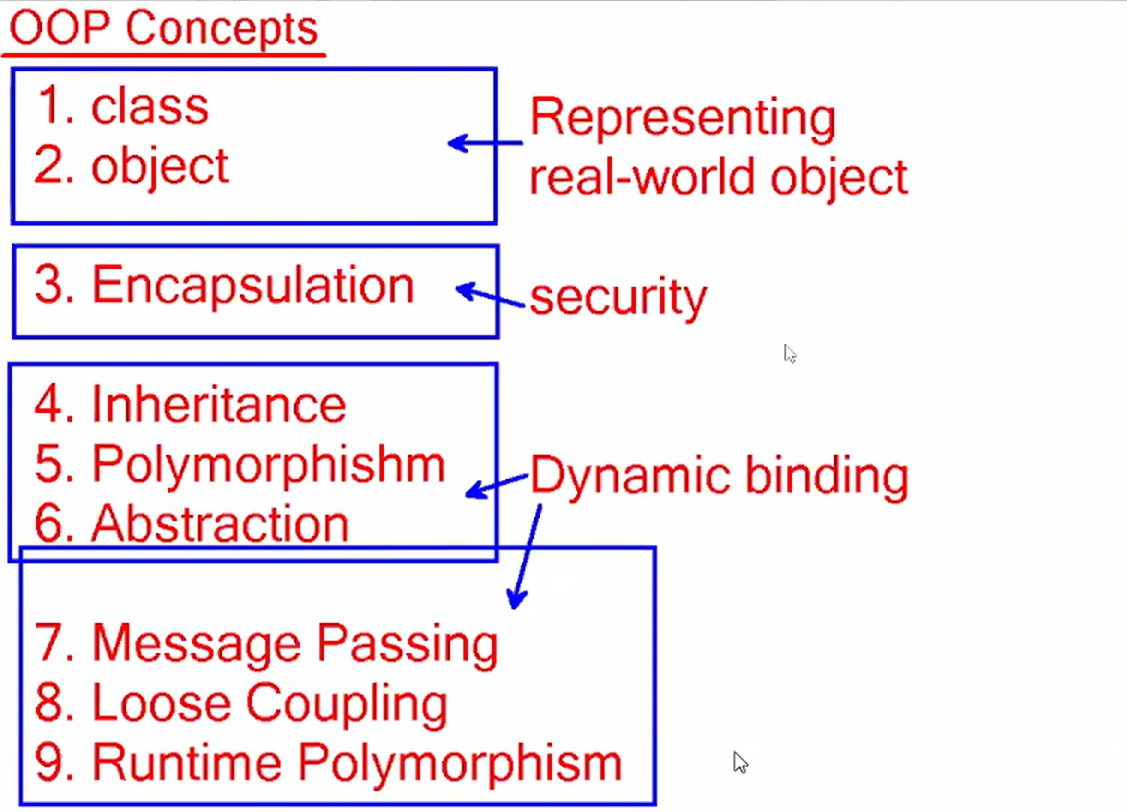 OOP Concepts
1. class
2. object
Representing
real-world object
3. Encapsulation
security
4. Inheritance
5. Polymorphishm
6. Abstraction
Dynamic binding
7. Message Passing
8. Loose Coupling
9. Runtime Polymorphism